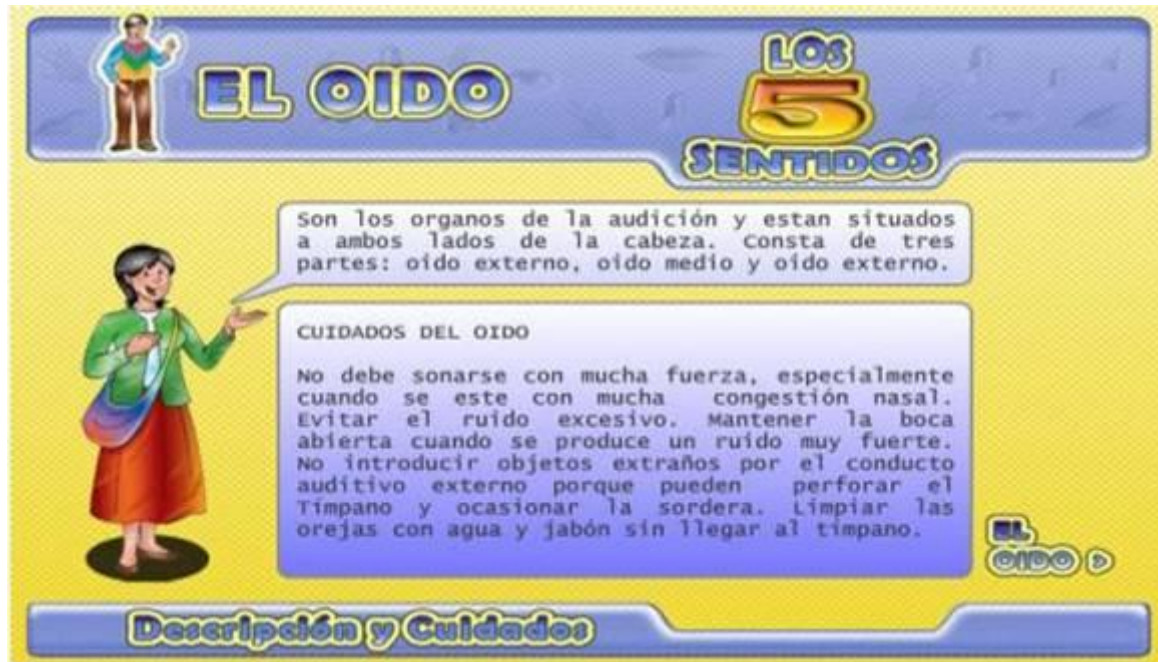 EL OIDO
LOS
5
SENTIDOS
Son los organos de la audición y estan situados
a ambos lados de la cabeza. Consta de tres
partes: oido externo, oido medio y oido externo.
CUIDADOS DEL OIDO
No debe sonarse con mucha fuerza, especialmente
cuando se este con mucha congestión nasal.
Evitar el ruido excesivo. Mantener la boca
abierta cuando se produce un ruido muy fuerte.
No introducir objetos extraños por el conducto
auditivo externo porque pueden perforar el
Tímpano y ocasionar la sordera. Limpiar las
orejas con agua y jabón sin llegar al tímpano.
EL
OIDO >
Descripción y Cuidados